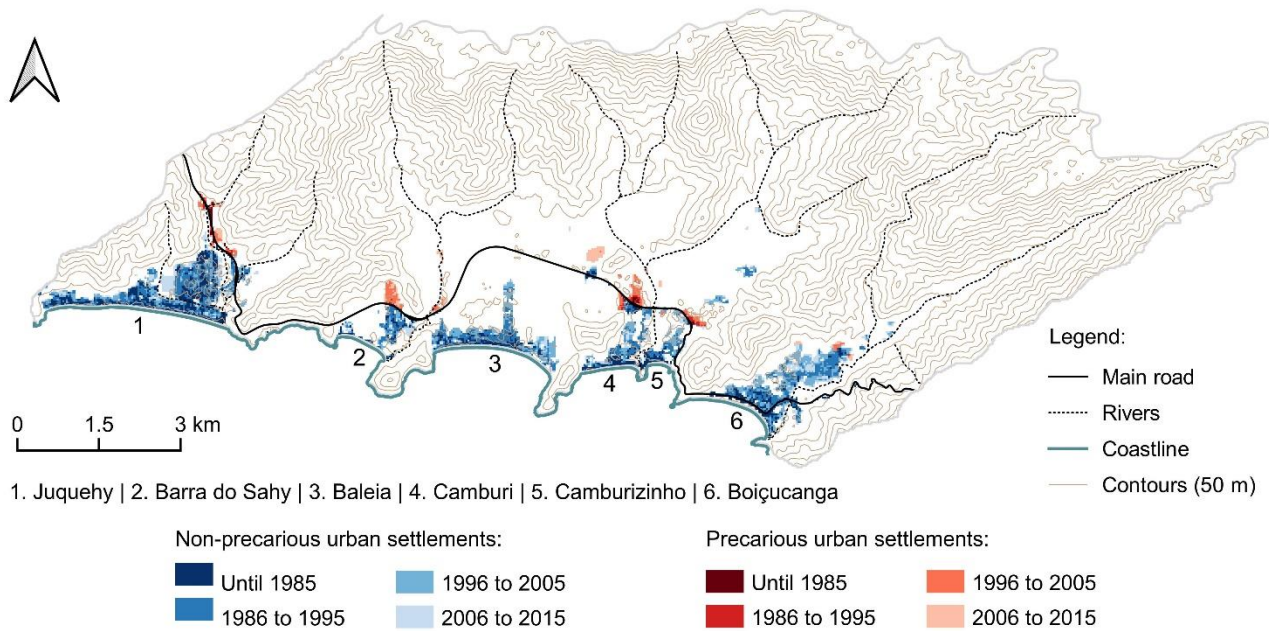 1
2
3
4
5
6
0 1.5 3 km
Legend:
Main road
Rivers
Coastline
Contours (50 m)
1. Juquehy | 2. Barra do Sahy | 3. Baleia | 4. Camburi | 5. Camburizinho | 6. Boiçucanga
Non-precarious urban settlements:
Until 1985
1986 to 1995
1996 to 2005
2006 to 2015
Precarious urban settlements:
Until 1985
1986 to 1995
1996 to 2005
2006 to 2015